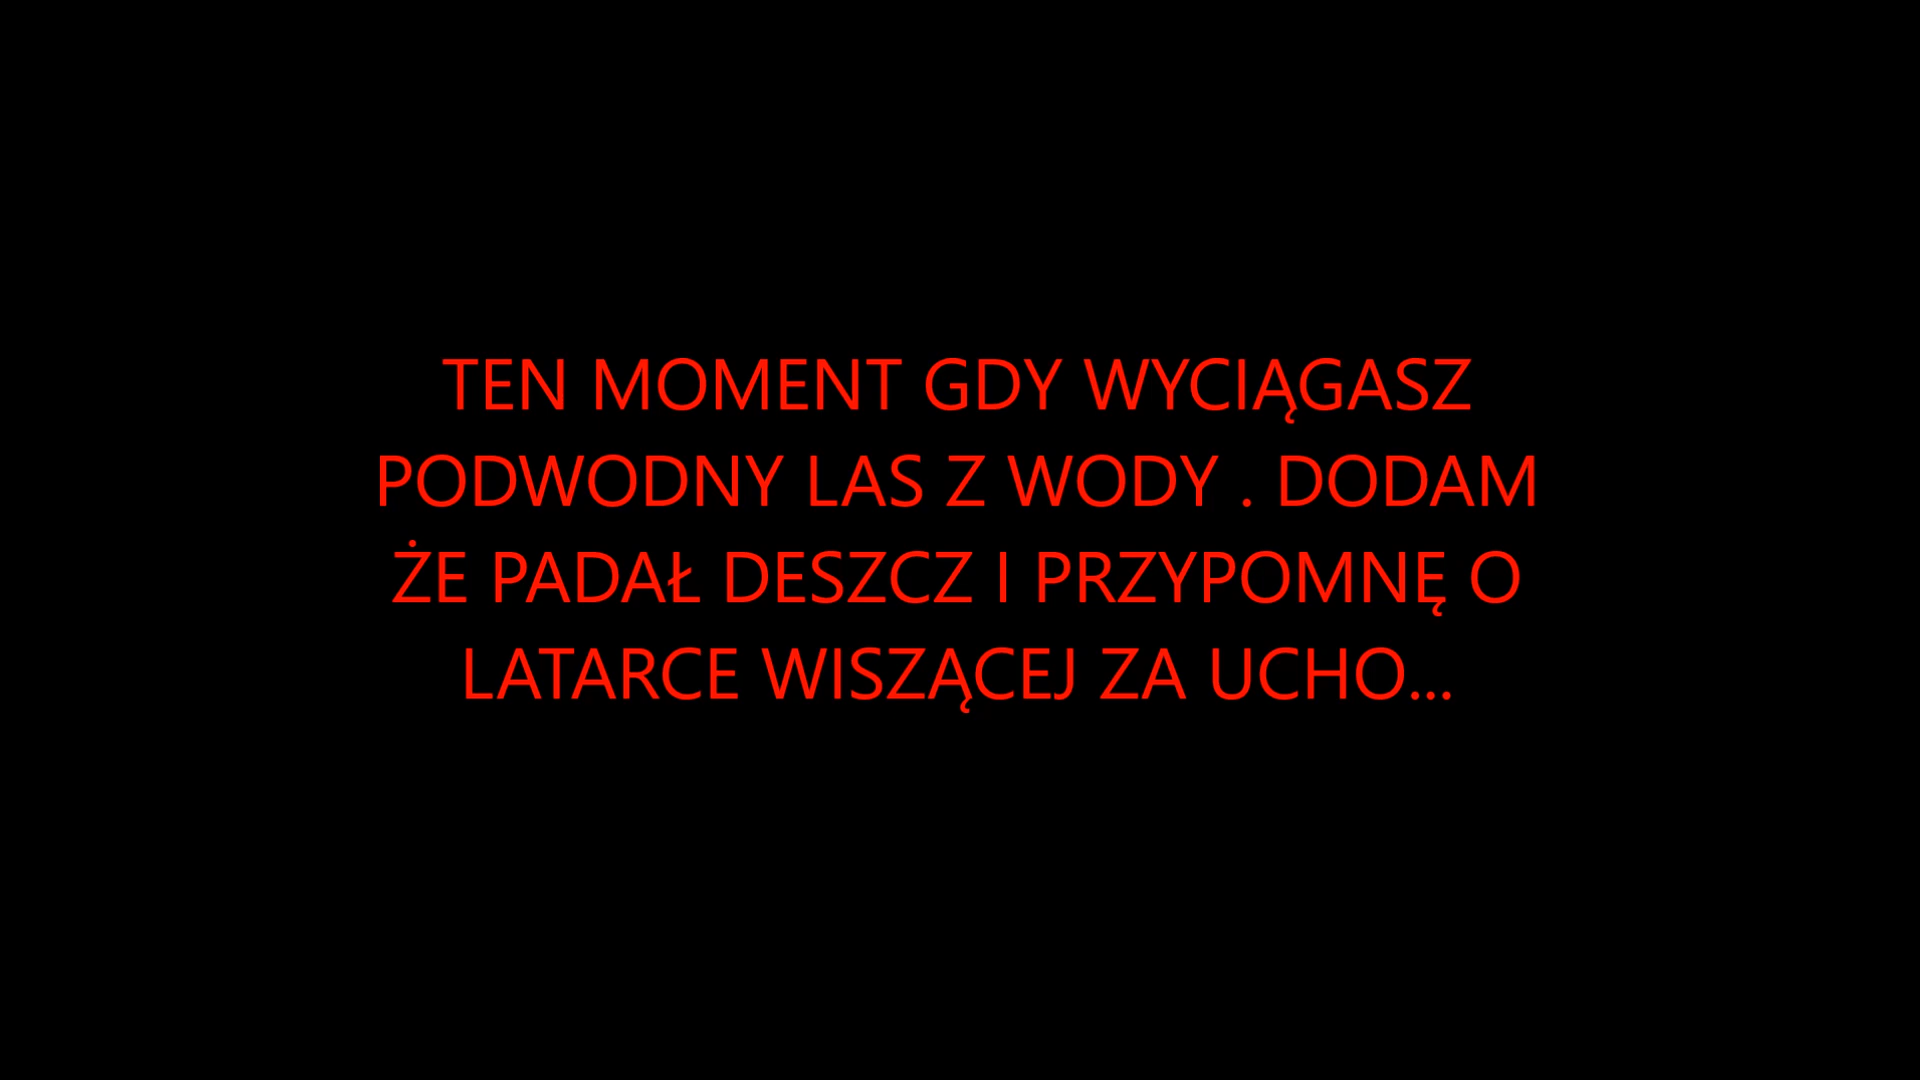 TEN MOMENT GDY WYCIĄGASZ
PODWODNY LAS Z WODY . DODAM
ŻE PADAŁ DESZCZ I PRZYPOMNĘ O
LATARCE WISZĄCEJ ZA UCHO...